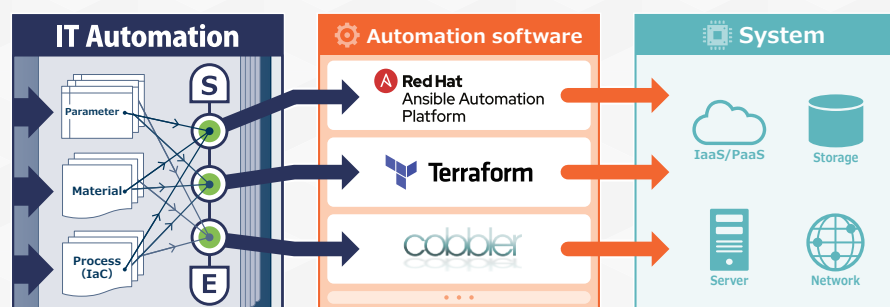 IT Automation
S
Parameter
Material
Process
(IaC)
E
Automation software
Red Hat
Ansible Automation
Platform
Terraform
cobbler
System
IaaS/PaaS
Storage
Server
Network